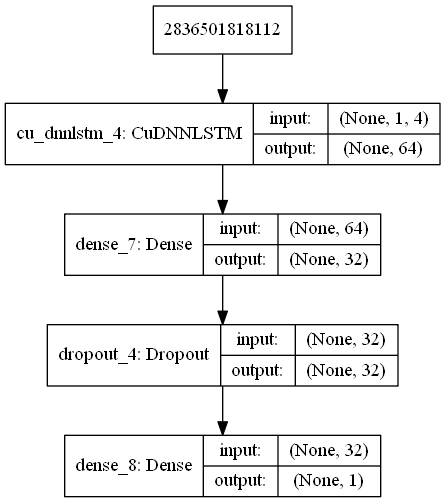 2836501818112
cu_dnnlstm_4: CuDNNLSTM
input: (None, 1, 4)
output: (None, 64)
dense_7: Dense
input: (None, 64)
output: (None, 32)
dropout_4: Dropout
input: (None, 32)
output: (None, 32)
dense_8: Dense
input: (None, 32)
output: (None, 1)